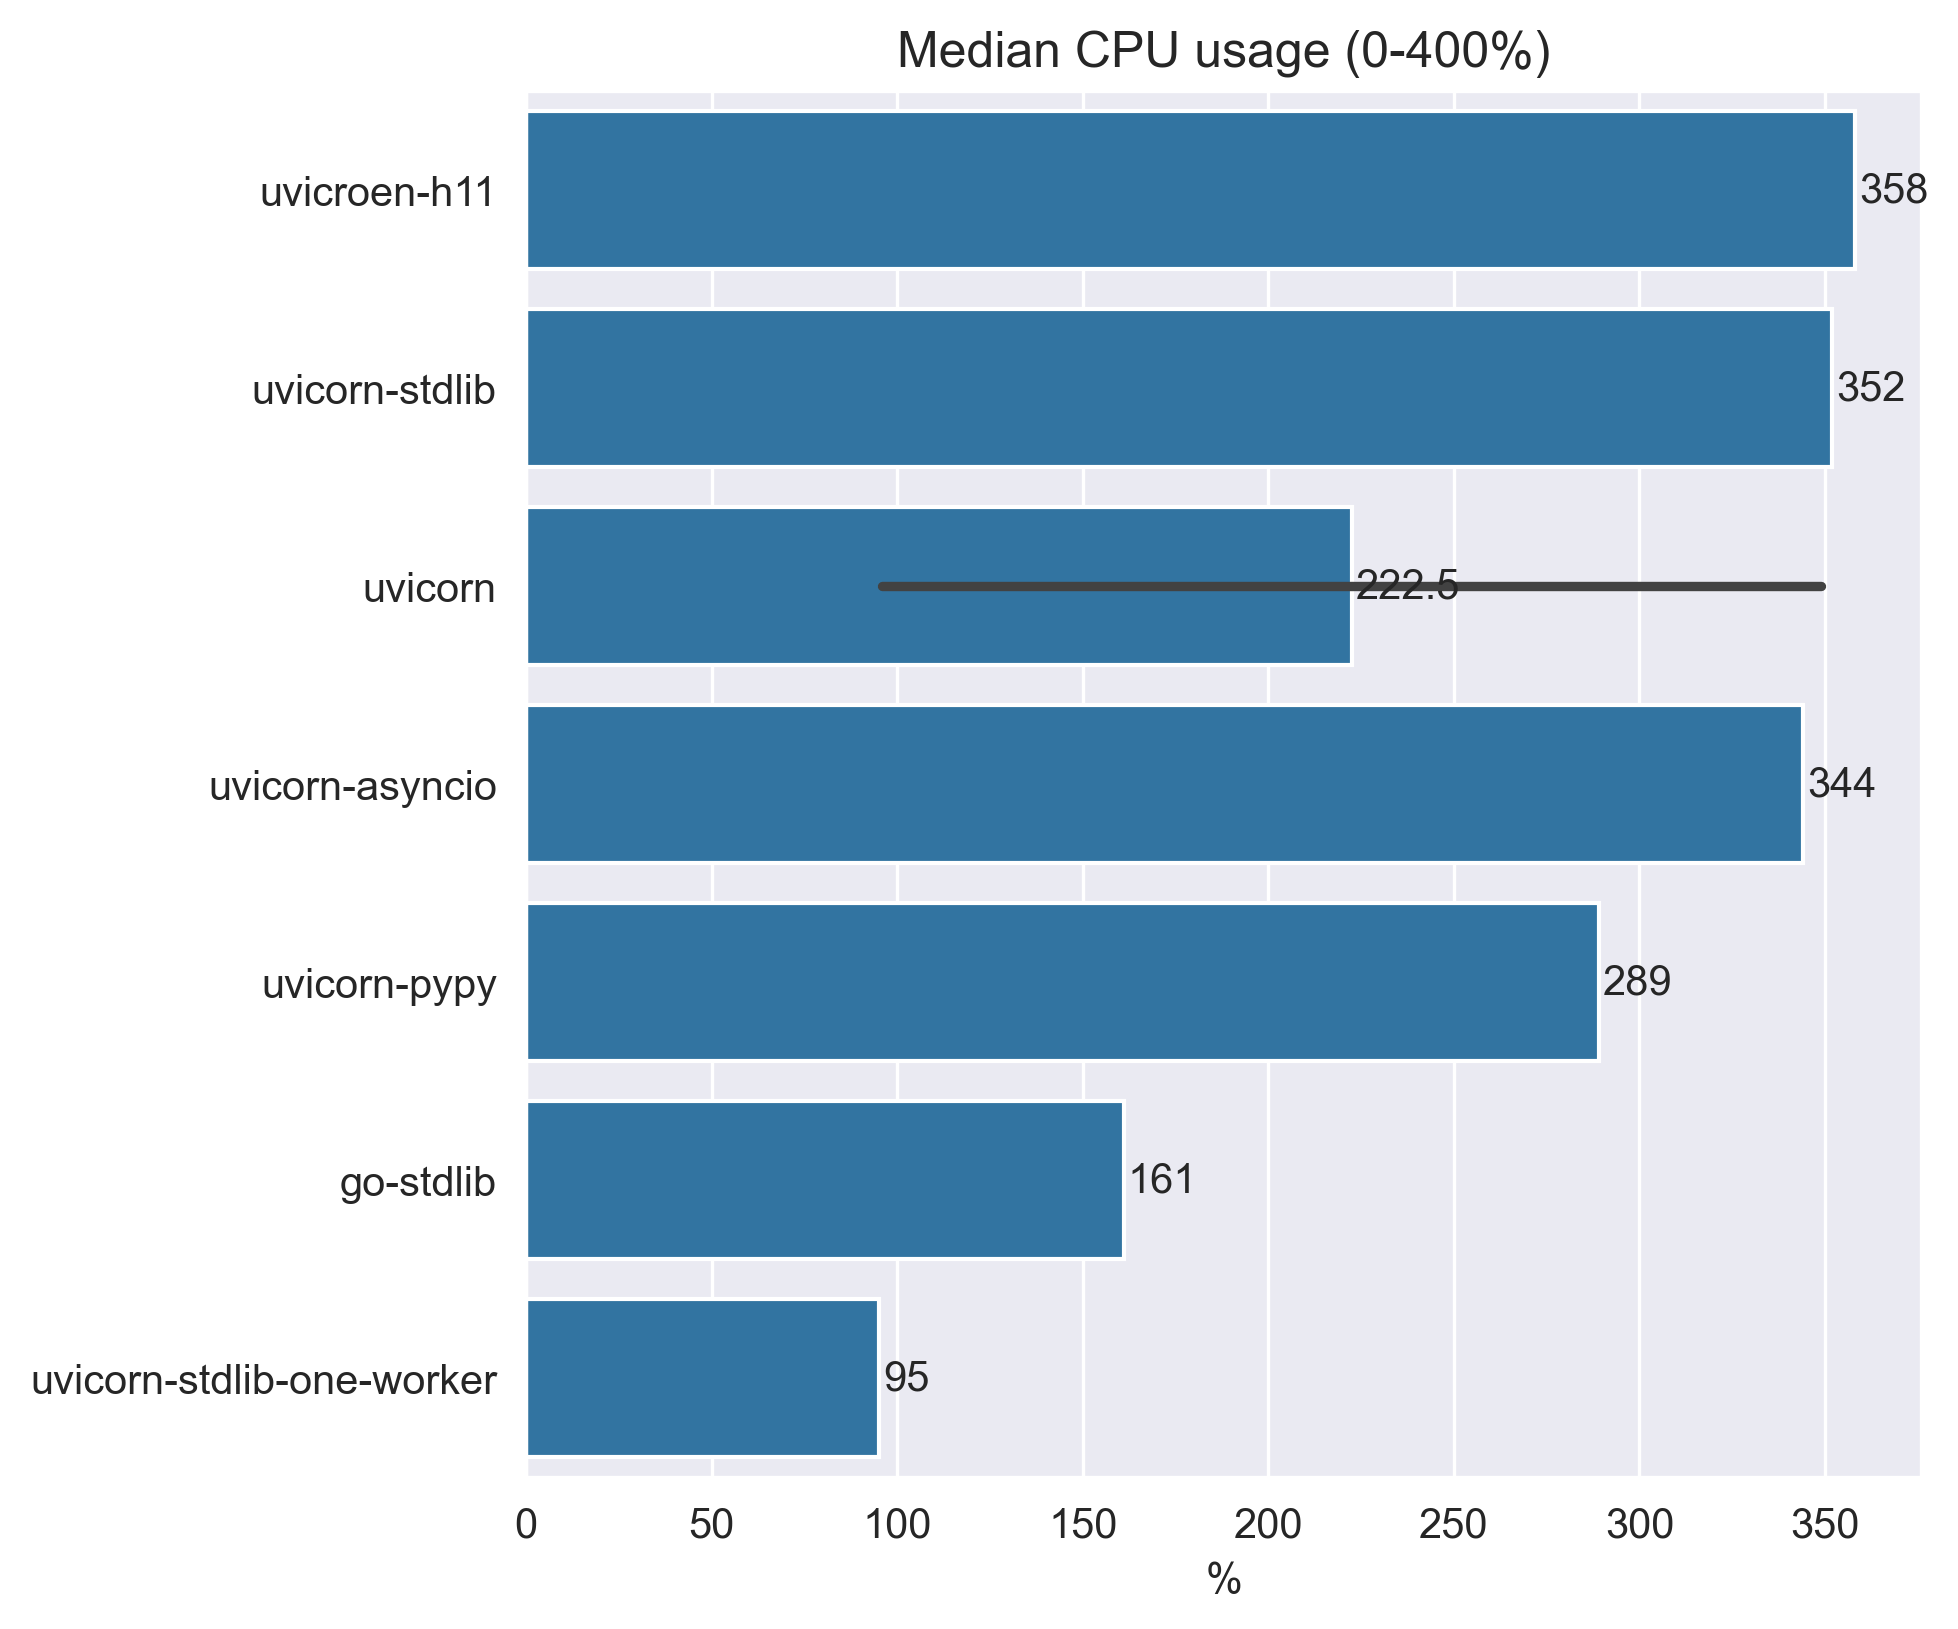 Median CPU usage (0-400%)
uvicroen-h11
358
uvicorn-stdlib
352
uvicorn
222.5
uvicorn-asyncio
344
uvicorn-pypy
289
go-stdlib
161
uvicorn-stdlib-one-worker
95
0 50 100 150 200 250 300 350
%